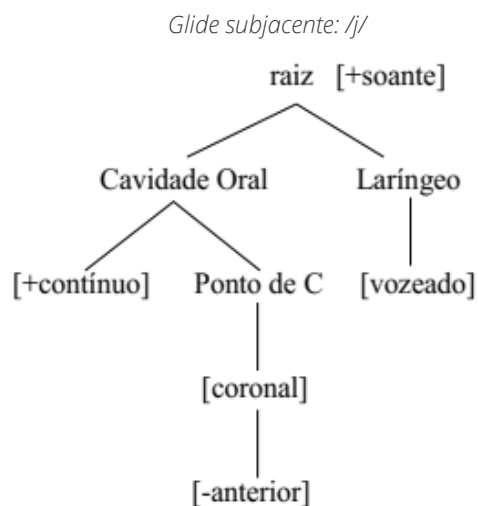 Glide subjacente: /j/
raiz [+soante]
Cavidade Oral Laríngeo
[+contínuo] Ponto de C [vozeado]
[coronal]
[-anterior]